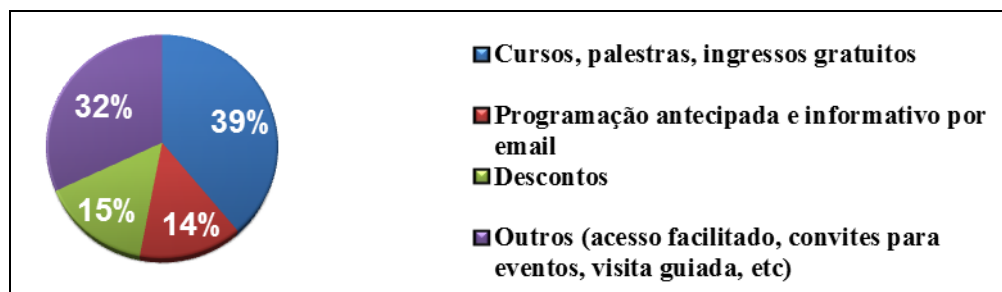 32%
39%
15%
14%
Cursos, palestras, ingressos gratuitos
Programação antecipada e informativo por
email
Descontos
Outros (acesso facilitado, convites para
eventos, visita guiada, etc)